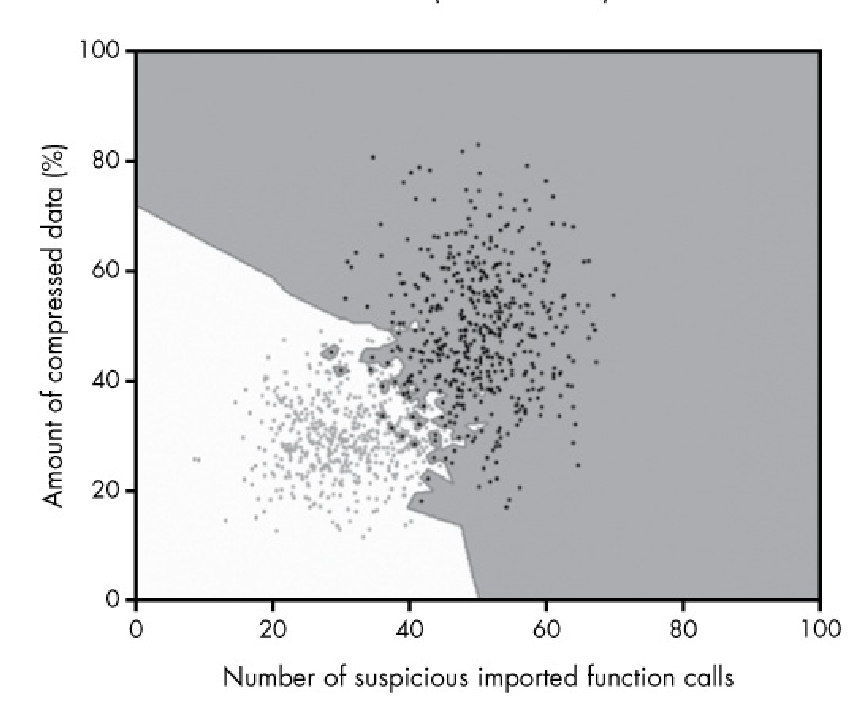 100
80
60
40
20
0
Amount of compressed data (%)
0 20 40 60 80 100
Number of suspicious imported function calls